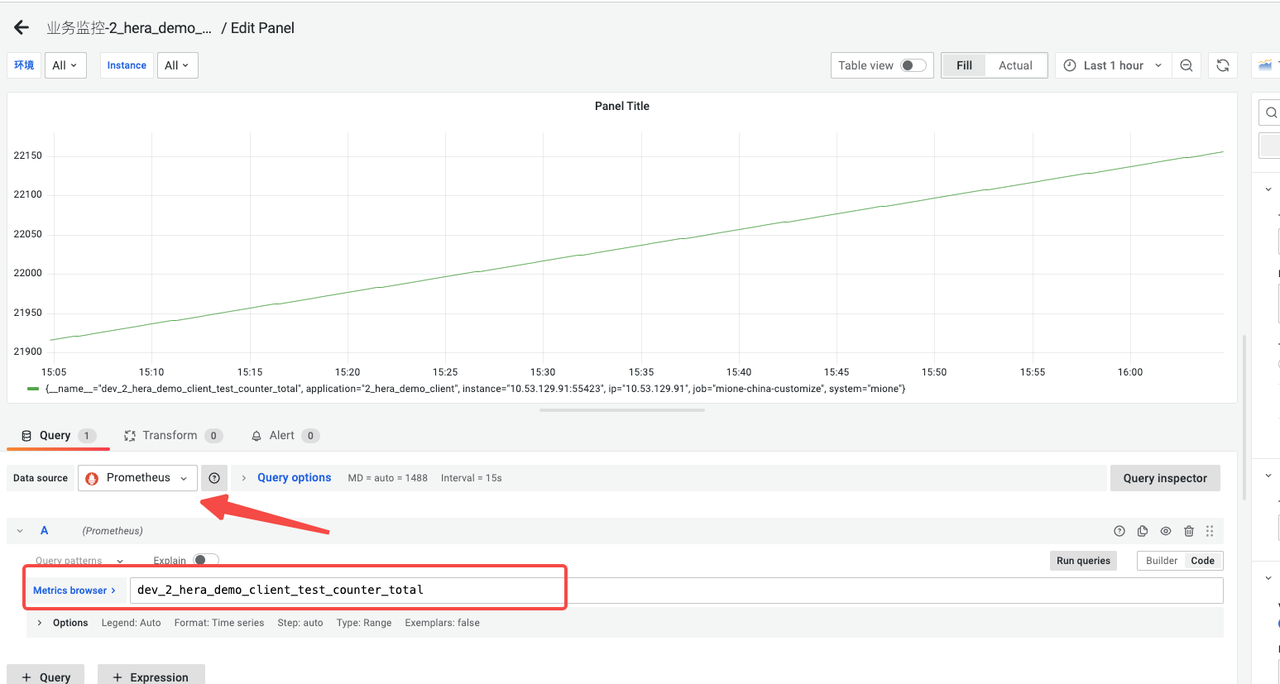 业务监控-2_hera_demo_... / Edit Panel
环境 All Instance All Table view Fill Actual Last 1 hour
Panel Title
22150
22100
22050
22000
21950
21900
15:05 15:10 15:15 15:20 15:25 15:30 15:35 15:40 15:45 15:50 15:55 16:00
{__name__="dev_2_hera_demo_client_test_counter_total", application="2_hera_demo_client", instance="10.53.129.91:55423", ip="10.53.129.91", job="mione-china-customize", system="mione"}
Query 1 Transform 0 Alert 0
Data source Prometheus Query options MD = auto = 1488 Interval = 15s Query inspector
A (Prometheus)
Query patterns Explain Run queries Builder Code
Metrics browser > dev_2_hera_demo_client_test_counter_total
Options Legend: Auto Format: Time series Step: auto Type: Range Exemplars: false
+ Query + Expression